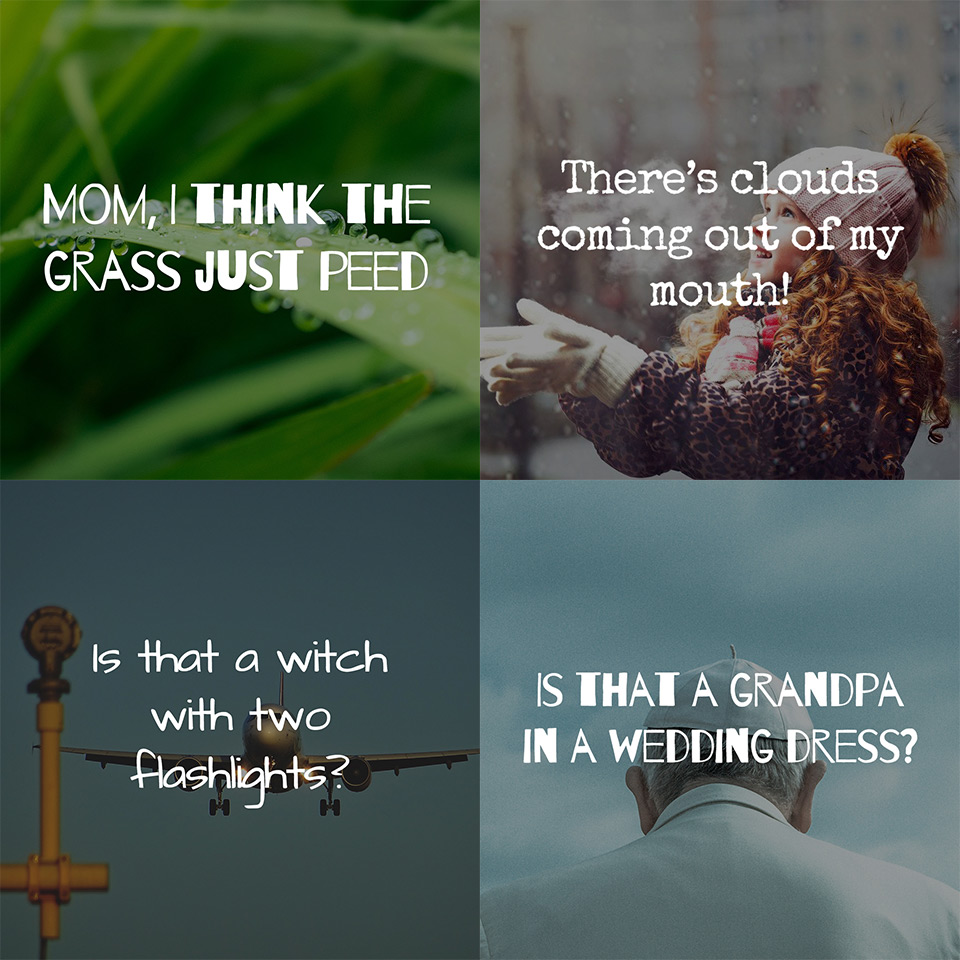 MOM, I THINK THE
GRASS JUST PEED
There's clouds
coming out of my
mouth!
Is that a witch
with two
flashlights?
IS THAT A GRANDPA
IN A WEDDING DRESS?